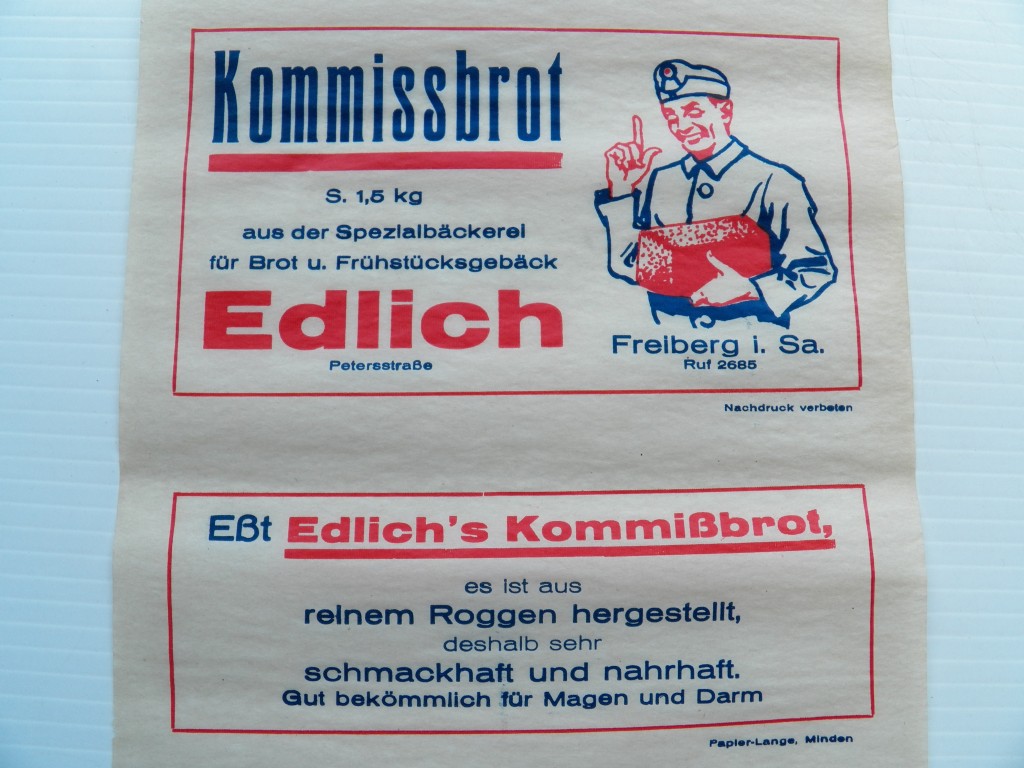 Kommissbrot
S. 1,5 kg
aus der Spezialbäckerei
für Brot u. Frühstücksgebäck
Edlich
Petersstraße
Freiberg i. Sa.
Ruf 2685
Nachdruck verboten
Eßt Edlich's Kommißbrot,
es ist aus
reinem Roggen hergestellt,
deshalb sehr
schmackhaft und nahrhaft.
Gut bekömmlich für Magen und Darm
Papier-Lange, Minden